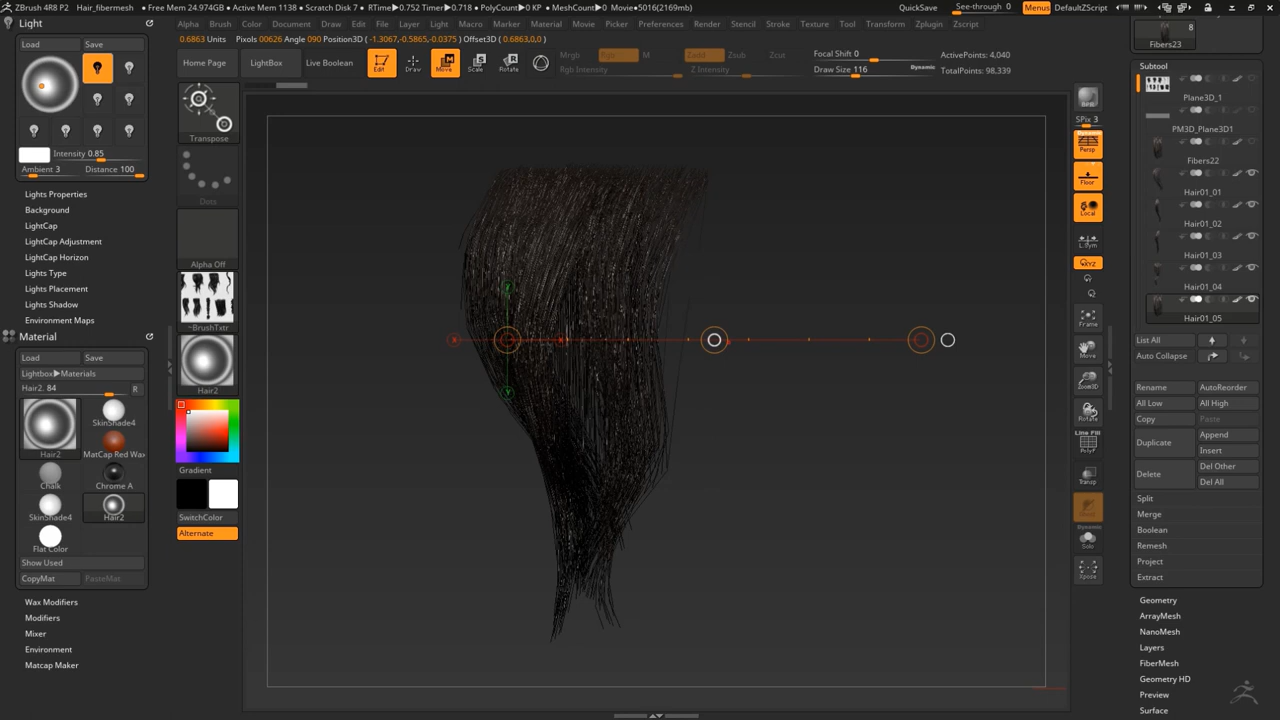 ZBrush 4R8 P2 Hair_fibermesh • Free Mem 24.974GB • Active Mem 1138 • Scratch Disk 7 • RTime▶0.752 Timer▶0.718 • PolyCount▶0 KP • MeshCount▶0 Movie●5016(2169mb) QuickSave See-through 0 Menus DefaultZScript
Light
Alpha Brush Color Document Draw Edit File Layer Light Macro Marker Material Movie Picker Preferences Render Stencil Stroke Texture Tool Transform Zplugin Zscript
0.6863 Units Pixels 00626 Angle 090 Position3D ( -1.3067,-0.5865,-0.0375 ) Offset3D ( 0.6863,0,0 )
8
Fibers23
Load Save
Home Page LightBox Live Boolean Edit Draw Move Scale Rotate
Mrgb Rgb M Zadd Zsub Zcut
Rgb Intensity Z Intensity
Focal Shift 0
Draw Size 116 Dynamic
ActivePoints: 4,040
TotalPoints: 98,339
Intensity 0.85
Ambient 3 Distance 100
Lights Properties
Background
LightCap
LightCap Adjustment
LightCap Horizon
Lights Type
Lights Placement
Lights Shadow
Environment Maps
Material
Load Save
Lightbox▶Materials
Hair2. 84 R
Hair2
SkinShade4
MatCap Red Wax
Chalk
Chrome A
SkinShade4
Hair2
Flat Color
Show Used
CopyMat PasteMat
Wax Modifiers
Modifiers
Mixer
Environment
Matcap Maker
Transpose
Dots
Alpha Off
~BrushTxtr
Hair2
Gradient
SwitchColor
Alternate
BPR
SPix 3
Dynamic
Persp
Floor
Local
L.Sym
XYZ
Frame
Move
Zoom3D
Rotate
Line Fill
PolyF
Transp
Dynamic
Solo
Xpose
Subtool
Plane3D_1
PM3D_Plane3D1
Fibers22
Hair01_01
Hair01_02
Hair01_03
Hair01_04
Hair01_05
List All
Auto Collapse
Rename AutoReorder
All Low All High
Copy Paste
Duplicate Append
Insert
Delete Del Other
Del All
Split
Merge
Boolean
Remesh
Project
Extract
Geometry
ArrayMesh
NanoMesh
Layers
FiberMesh
Geometry HD
Preview
Surface